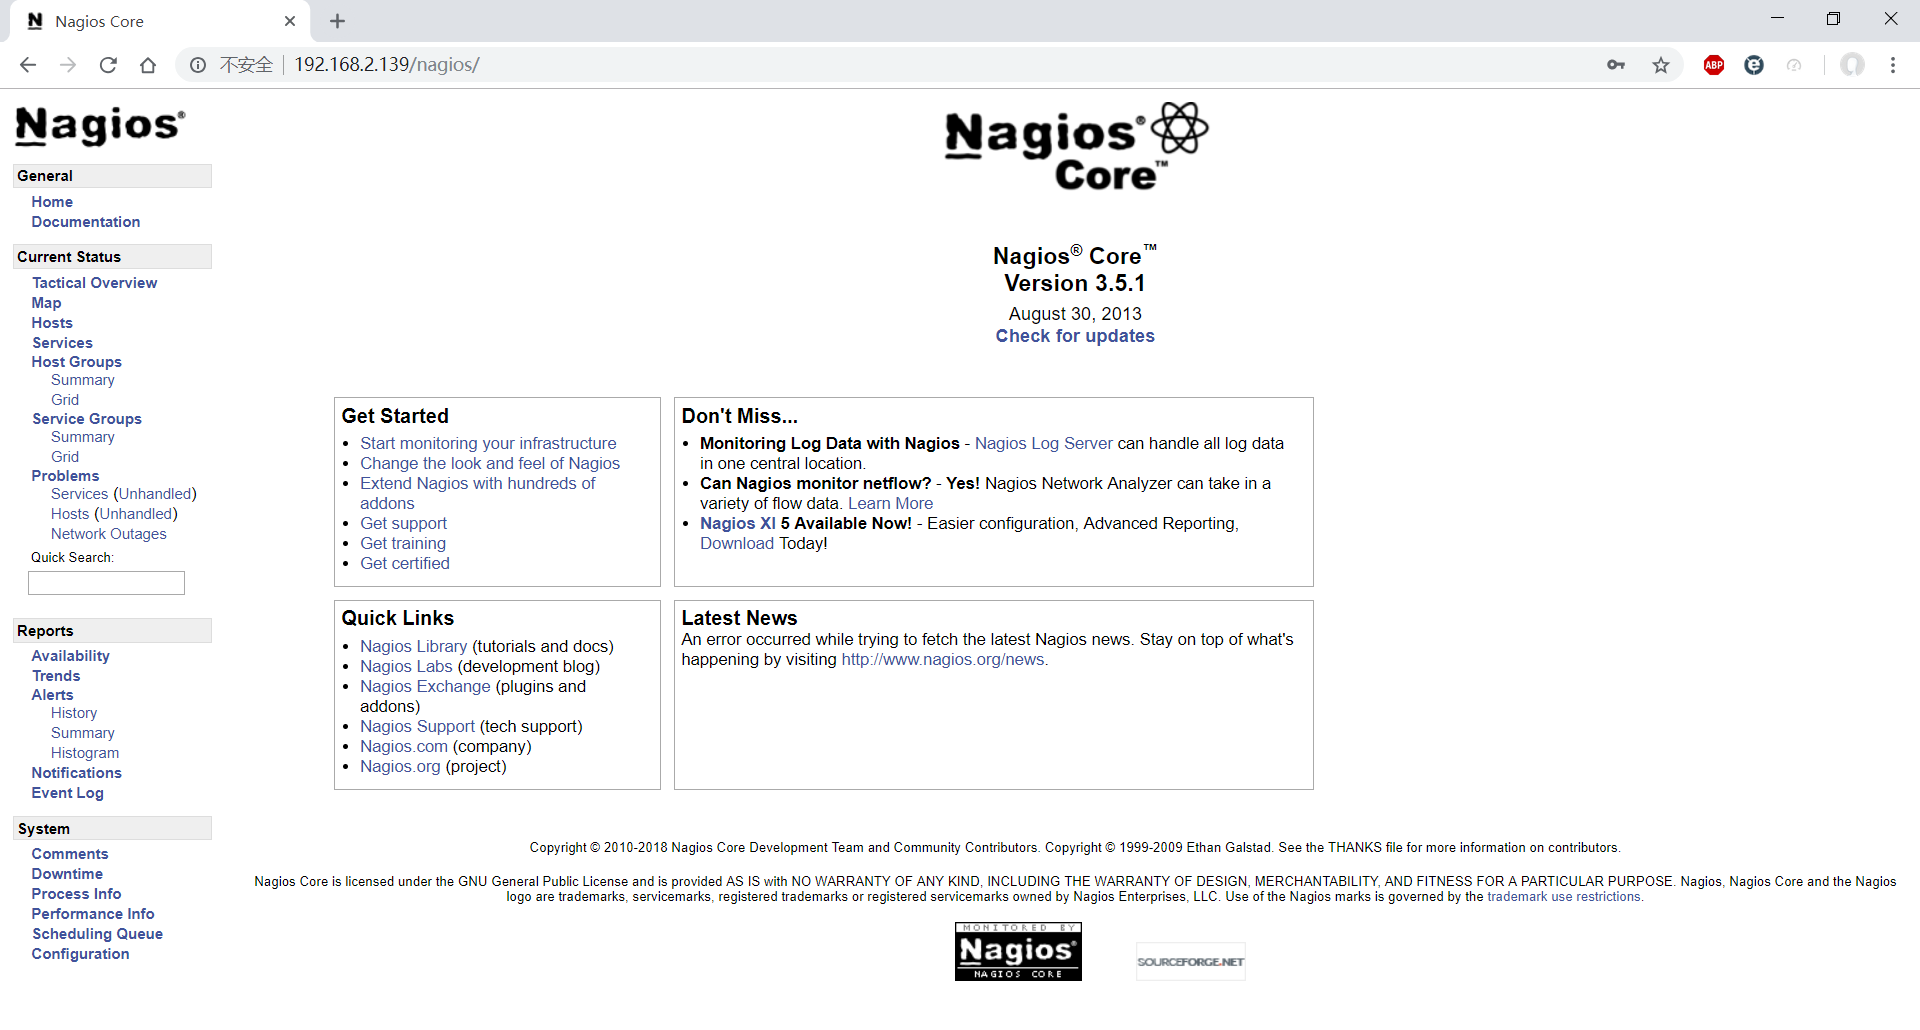 Nagios Core
不安全 192.168.2.139/nagios/
ABP
Nagios®
General
Home
Documentation
Current Status
Tactical Overview
Map
Hosts
Services
Host Groups
Summary
Grid
Service Groups
Summary
Grid
Problems
Services (Unhandled)
Hosts (Unhandled)
Network Outages
Quick Search:
Reports
Availability
Trends
Alerts
History
Summary
Histogram
Notifications
Event Log
System
Comments
Downtime
Process Info
Performance Info
Scheduling Queue
Configuration
Nagios®
Core™
Nagios® Core™
Version 3.5.1
August 30, 2013
Check for updates
Get Started
• Start monitoring your infrastructure
• Change the look and feel of Nagios
• Extend Nagios with hundreds of
addons
• Get support
• Get training
• Get certified
Don't Miss...
• Monitoring Log Data with Nagios - Nagios Log Server can handle all log data
in one central location.
• Can Nagios monitor netflow? - Yes! Nagios Network Analyzer can take in a
variety of flow data. Learn More
• Nagios XI 5 Available Now! - Easier configuration, Advanced Reporting,
Download Today!
Quick Links
• Nagios Library (tutorials and docs)
• Nagios Labs (development blog)
• Nagios Exchange (plugins and
addons)
• Nagios Support (tech support)
• Nagios.com (company)
• Nagios.org (project)
Latest News
An error occurred while trying to fetch the latest Nagios news. Stay on top of what's
happening by visiting http://www.nagios.org/news.
Copyright © 2010-2018 Nagios Core Development Team and Community Contributors. Copyright © 1999-2009 Ethan Galstad. See the THANKS file for more information on contributors.
Nagios Core is licensed under the GNU General Public License and is provided AS IS with NO WARRANTY OF ANY KIND, INCLUDING THE WARRANTY OF DESIGN, MERCHANTABILITY, AND FITNESS FOR A PARTICULAR PURPOSE. Nagios, Nagios Core and the Nagios
logo are trademarks, servicemarks, registered trademarks or registered servicemarks owned by Nagios Enterprises, LLC. Use of the Nagios marks is governed by the trademark use restrictions.
MONITORED BY
Nagios®
NAGIOS CORE
SOURCEFORGE.NET